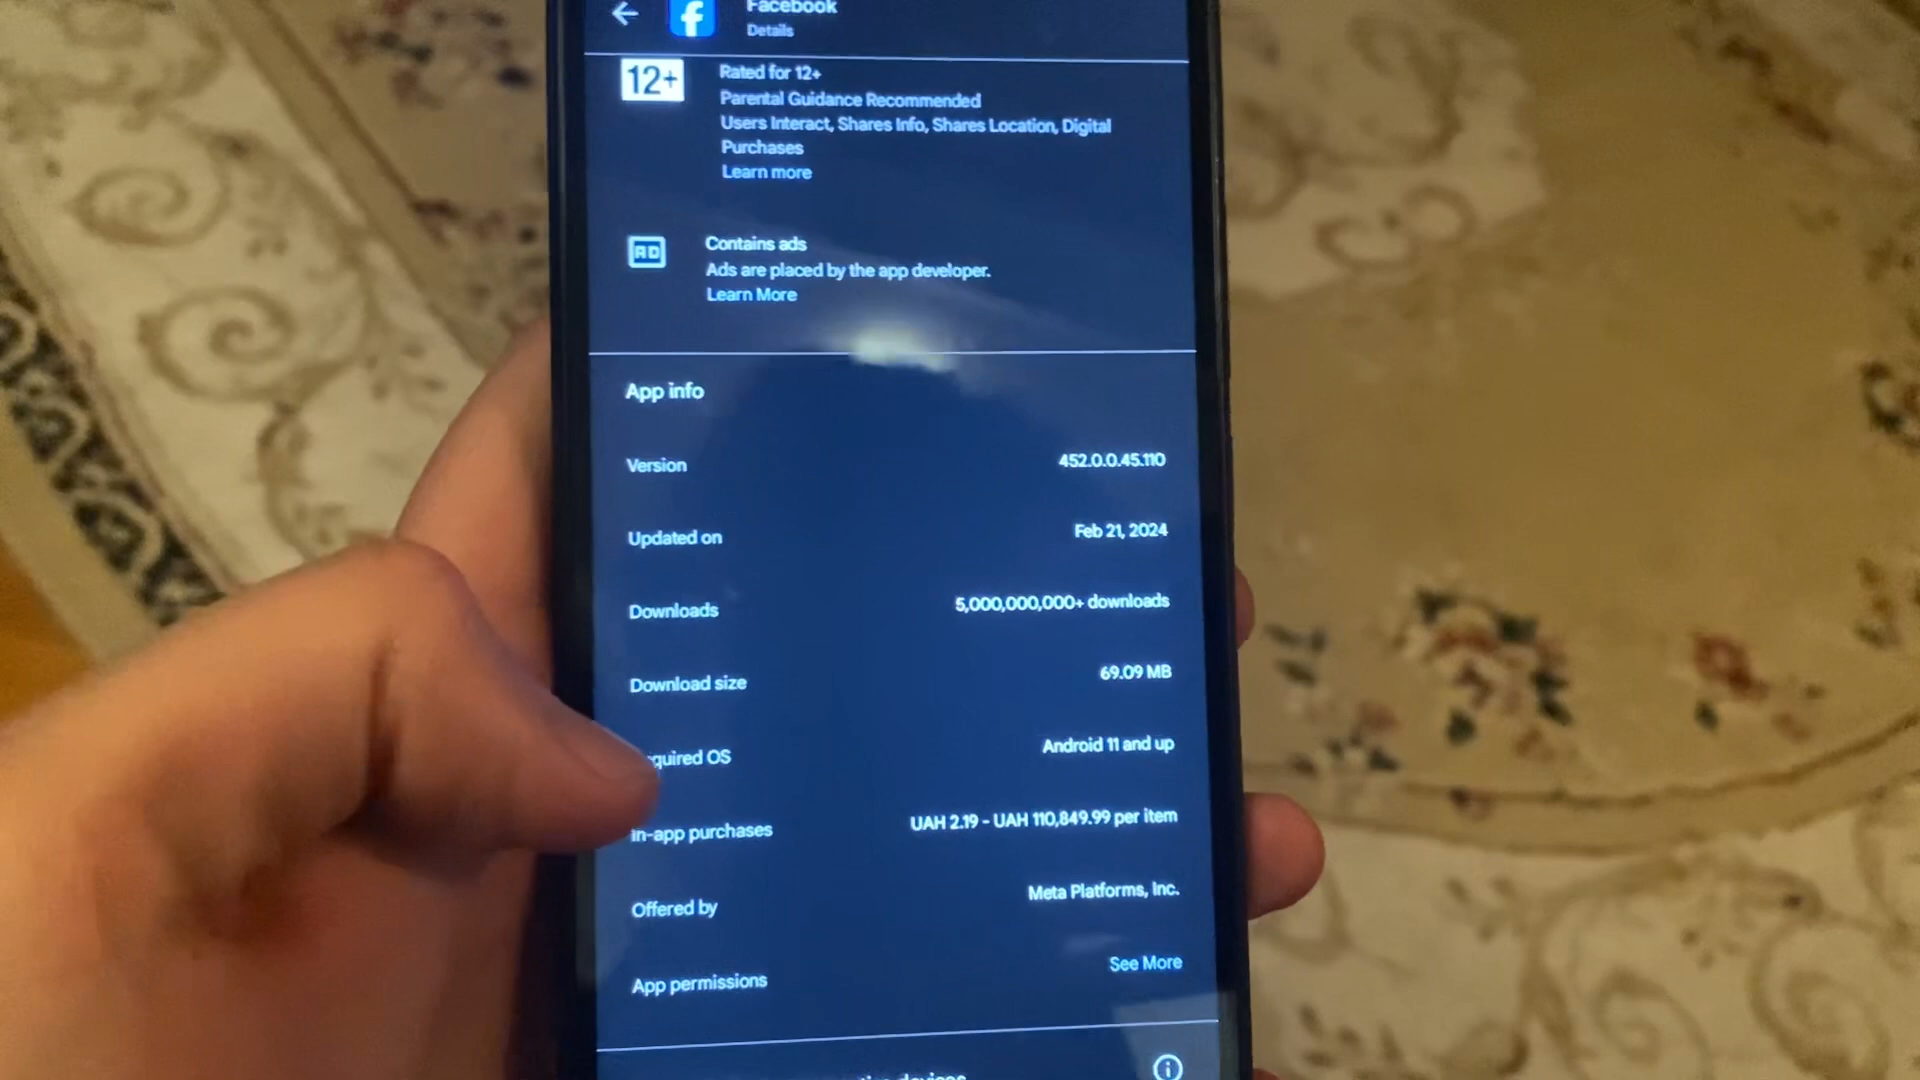 Facebook
Details
12+
Rated for 12+
Parental Guidance Recommended
Users Interact, Shares Info, Shares Location, Digital
Purchases
Learn more
AD
Contains ads
Ads are placed by the app developer.
Learn More
App info
Version 452.0.0.45.110
Updated on Feb 21, 2024
Downloads 5,000,000,000+ downloads
Download size 69.09 MB
quired OS Android 11 and up
In-app purchases UAH 2.19 - UAH 110,849.99 per item
Offered by Meta Platforms, Inc.
App permissions See More
devices